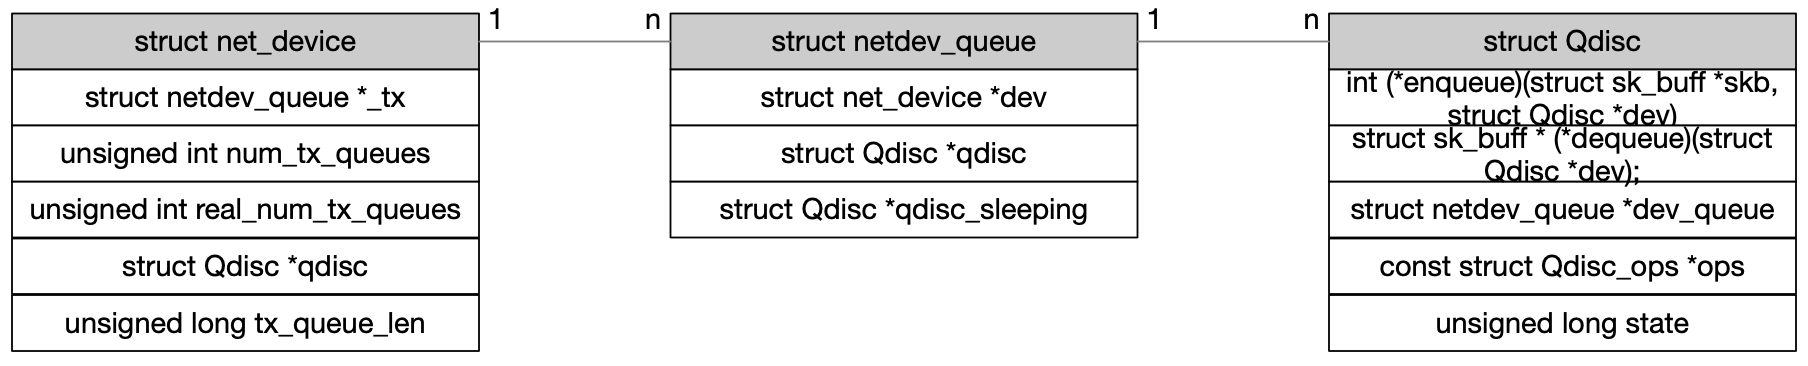 struct net_device
struct netdev_queue *_tx
unsigned int num_tx_queues
unsigned int real_num_tx_queues
struct Qdisc *qdisc
unsigned long tx_queue_len
1
n
struct netdev_queue
struct net_device *dev
struct Qdisc *qdisc
struct Qdisc *qdisc_sleeping
1
n
struct Qdisc
int (*enqueue)(struct sk_buff *skb,
struct Qdisc *dev)
struct sk_buff * (*dequeue)(struct
Qdisc *dev);
struct netdev_queue *dev_queue
const struct Qdisc_ops *ops
unsigned long state